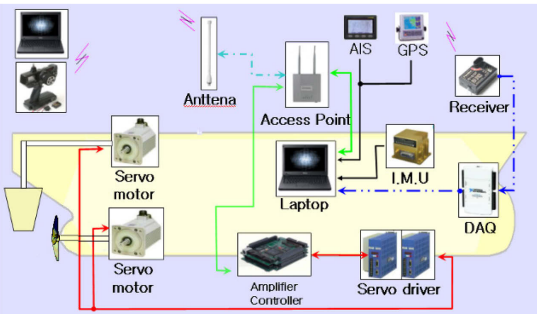 AIS
GPS
Anttena
Access Point
Receiver
Servo
motor
Laptop
I.M.U
DAQ
Servo
motor
Amplifier
Controller
Servo driver